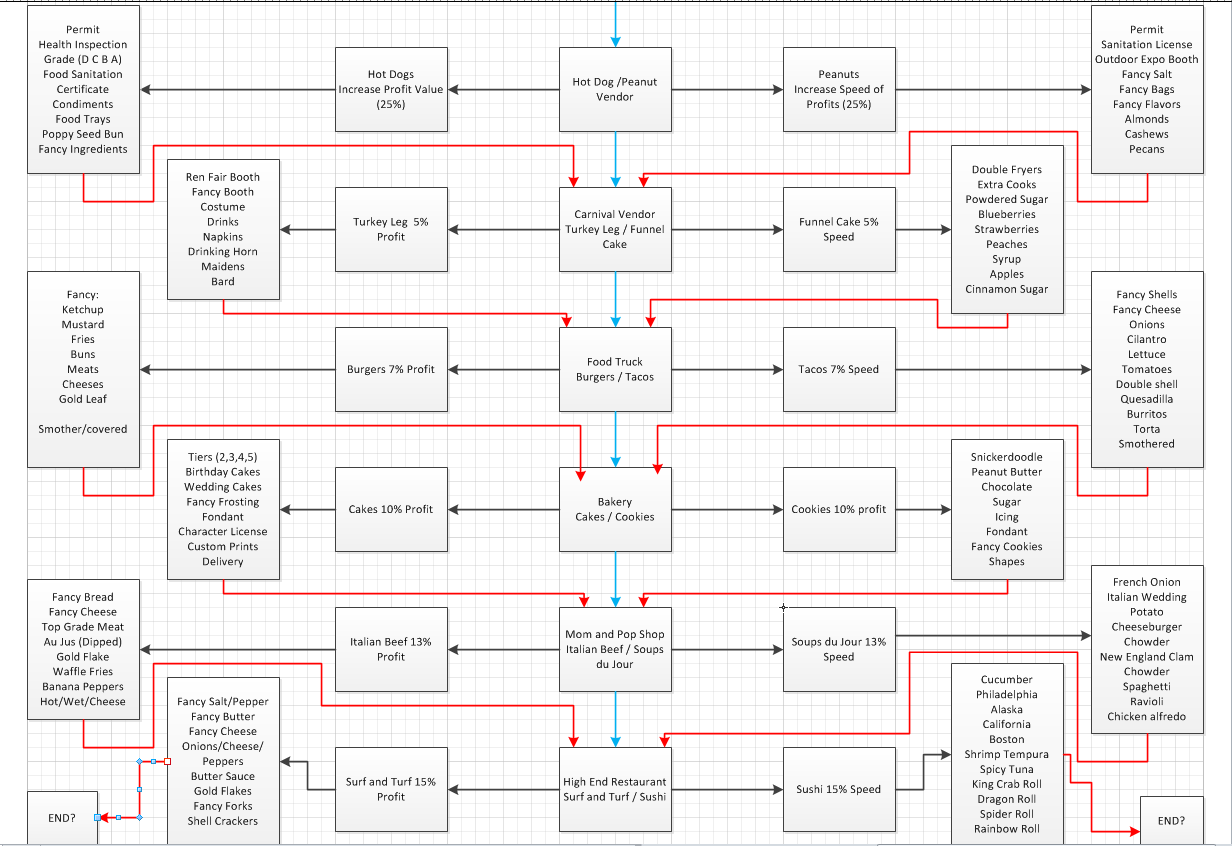 Permit
Health Inspection
Grade (D C B A)
Food Sanitation
Certificate
Condiments
Food Trays
Poppy Seed Bun
Fancy Ingredients
Hot Dogs
Increase Profit Value
(25%)
Hot Dog /Peanut
Vendor
Peanuts
Increase Speed of
Profits (25%)
Permit
Sanitation License
Outdoor Expo Booth
Fancy Salt
Fancy Bags
Fancy Flavors
Almonds
Cashews
Pecans
Ren Fair Booth
Fancy Booth
Costume
Drinks
Napkins
Drinking Horn
Maidens
Bard
Turkey Leg 5%
Profit
Carnival Vendor
Turkey Leg / Funnel
Cake
Funnel Cake 5%
Speed
Double Fryers
Extra Cooks
Powdered Sugar
Blueberries
Strawberries
Peaches
Syrup
Apples
Cinnamon Sugar
Fancy:
Ketchup
Mustard
Fries
Buns
Meats
Cheeses
Gold Leaf
Smother/covered
Burgers 7% Profit
Food Truck
Burgers / Tacos
Tacos 7% Speed
Fancy Shells
Fancy Cheese
Onions
Cilantro
Lettuce
Tomatoes
Double shell
Quesadilla
Burritos
Torta
Smothered
Tiers (2,3,4,5)
Birthday Cakes
Wedding Cakes
Fancy Frosting
Fondant
Character License
Custom Prints
Delivery
Cakes 10% Profit
Bakery
Cakes / Cookies
Cookies 10% profit
Snickerdoodle
Peanut Butter
Chocolate
Sugar
Icing
Fondant
Fancy Cookies
Shapes
Fancy Bread
Fancy Cheese
Top Grade Meat
Au Jus (Dipped)
Gold Flake
Waffle Fries
Banana Peppers
Hot/Wet/Cheese
Italian Beef 13%
Profit
Mom and Pop Shop
Italian Beef / Soups
du Jour
Soups du Jour 13%
Speed
French Onion
Italian Wedding
Potato
Cheeseburger
Chowder
New England Clam
Chowder
Spaghetti
Ravioli
Chicken alfredo
Fancy Salt/Pepper
Fancy Butter
Fancy Cheese
Onions/Cheese/
Peppers
Butter Sauce
Gold Flakes
Fancy Forks
Shell Crackers
Surf and Turf 15%
Profit
High End Restaurant
Surf and Turf / Sushi
Sushi 15% Speed
Cucumber
Philadelphia
Alaska
California
Boston
Shrimp Tempura
Spicy Tuna
King Crab Roll
Dragon Roll
Spider Roll
Rainbow Roll
END?
END?